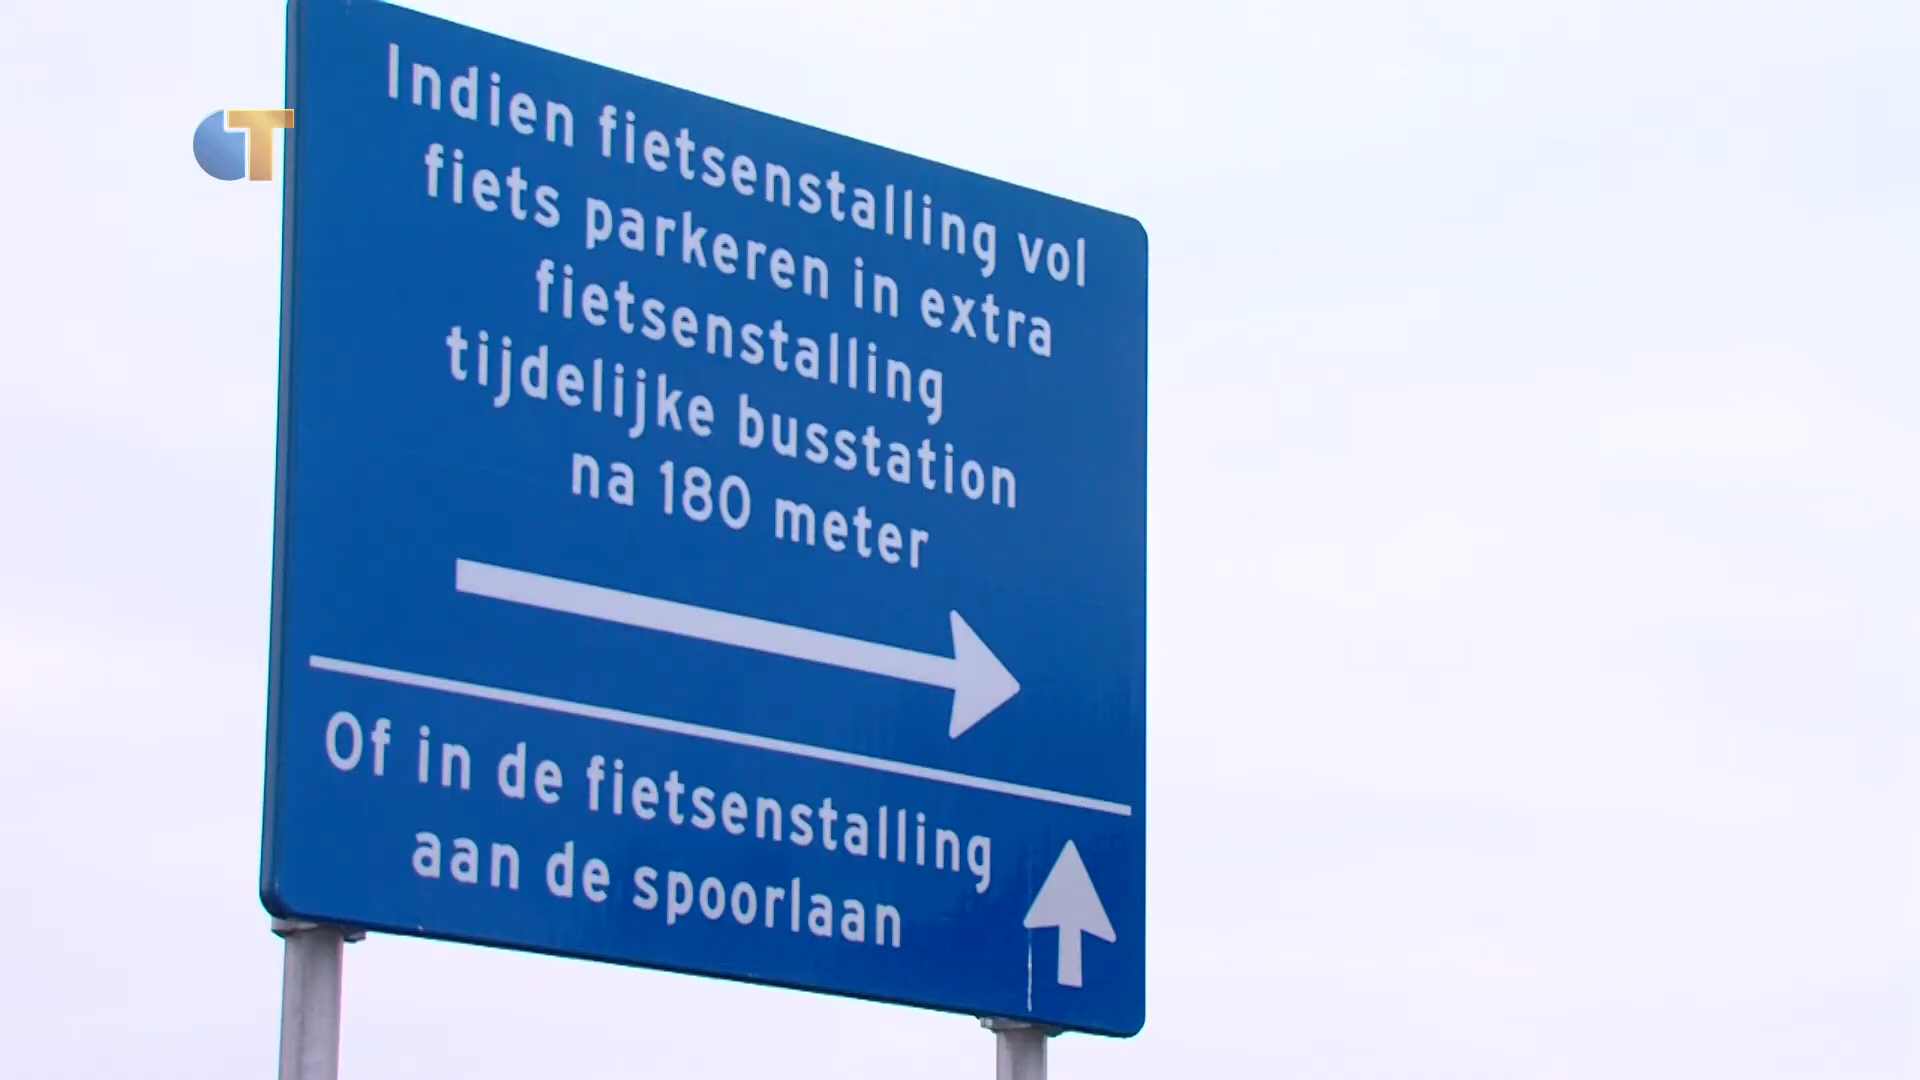 Indien fietsenstalling vol
fiets parkeren in extra
fietsenstalling
tijdelijke busstation
na 180 meter
Of in de fietsenstalling
aan de spoorlaan
T